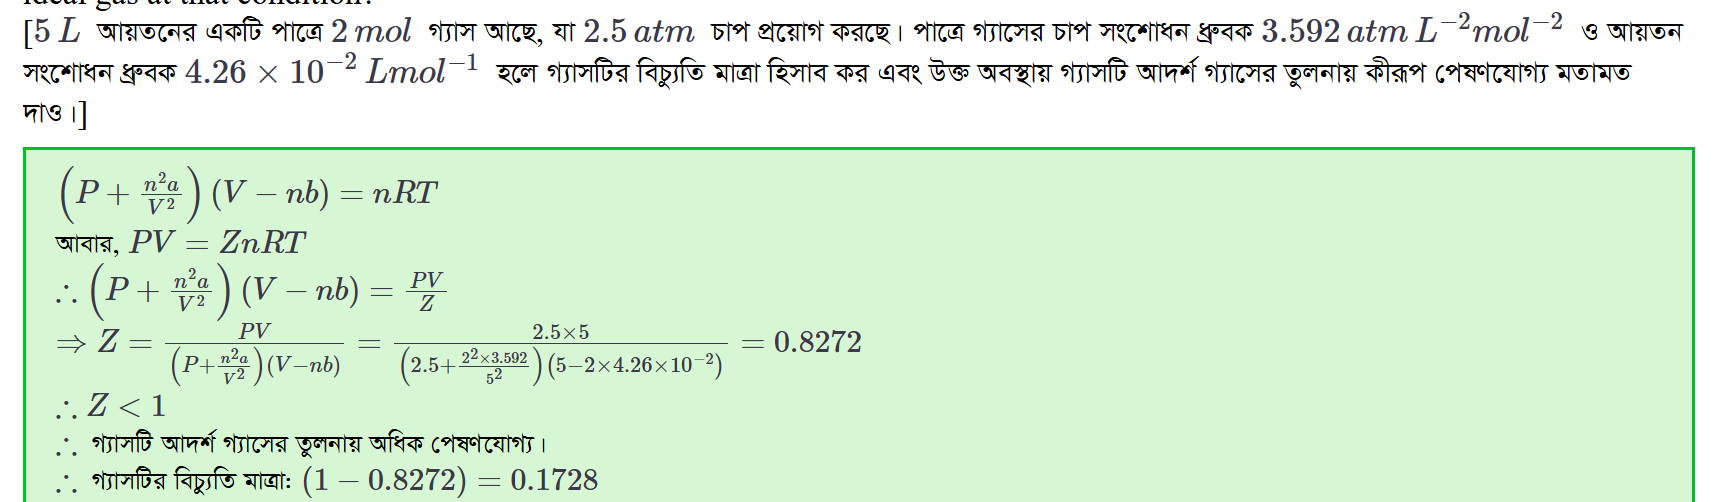 ideal gas at that condition?
[5 L আয়তনের একটি পাত্রে 2 mol গ্যাস আছে, যা 2.5 atm চাপ প্রয়োগ করছে। পাত্রে গ্যাসের চাপ সংশোধন ধ্রুবক 3.592 atm L⁻² mol⁻² ও আয়তন
সংশোধন ধ্রুবক 4.26 × 10⁻² Lmol⁻¹ হলে গ্যাসটির বিচ্যুতি মাত্রা হিসাব কর এবং উক্ত অবস্থায় গ্যাসটি আদর্শ গ্যাসের তুলনায় কীরূপ পেষণযোগ্য মতামত
দাও।]
(P + n²a/V²) (V − nb) = nRT
আবার, PV = ZnRT
∴ (P + n²a/V²) (V − nb) = PV/Z
⇒ Z = PV/((P+n²a/V²)(V−nb)) = 2.5×5/((2.5+2²×3.592/5²)(5−2×4.26×10⁻²)) = 0.8272
∴ Z < 1
∴ গ্যাসটি আদর্শ গ্যাসের তুলনায় অধিক পেষণযোগ্য।
∴ গ্যাসটির বিচ্যুতি মাত্রা: (1 − 0.8272) = 0.1728